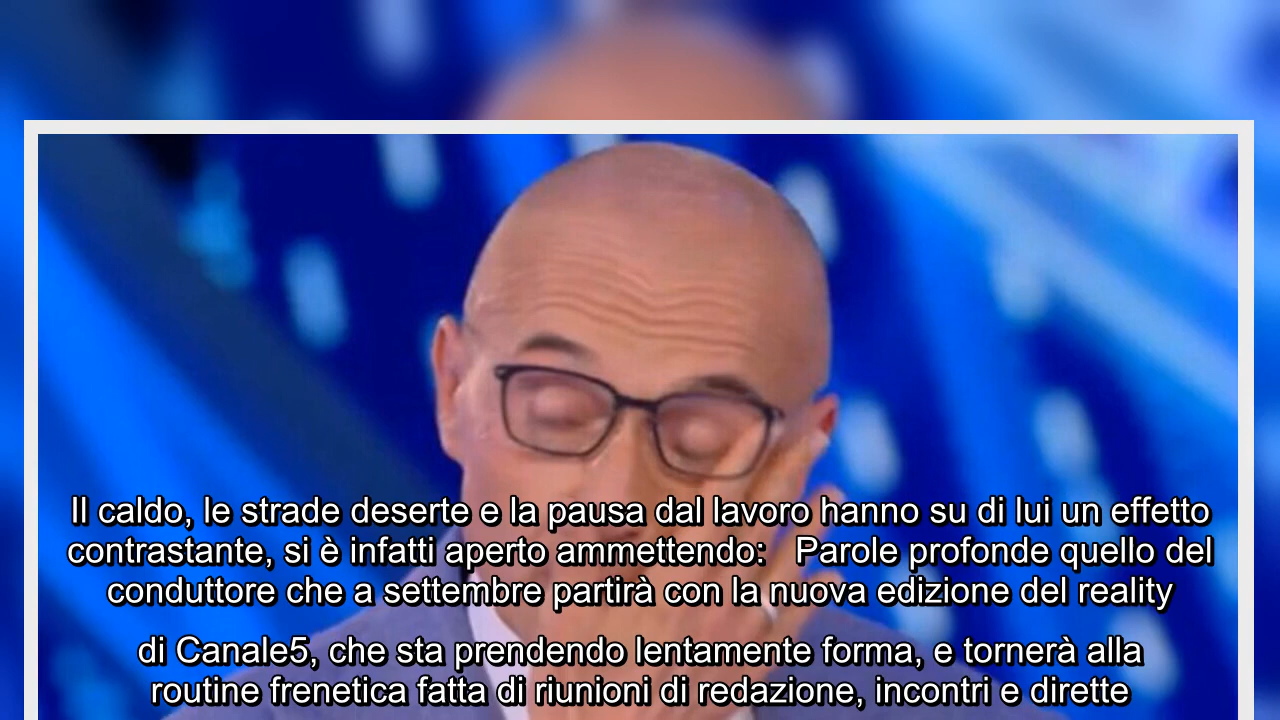 Il caldo, le strade deserte e la pausa dal lavoro hanno su di lui un effetto
contrastante, si è infatti aperto ammettendo:   Parole profonde quello del
conduttore che a settembre partirà con la nuova edizione del reality
di Canale5, che sta prendendo lentamente forma, e tornerà alla
routine frenetica fatta di riunioni di redazione, incontri e dirette